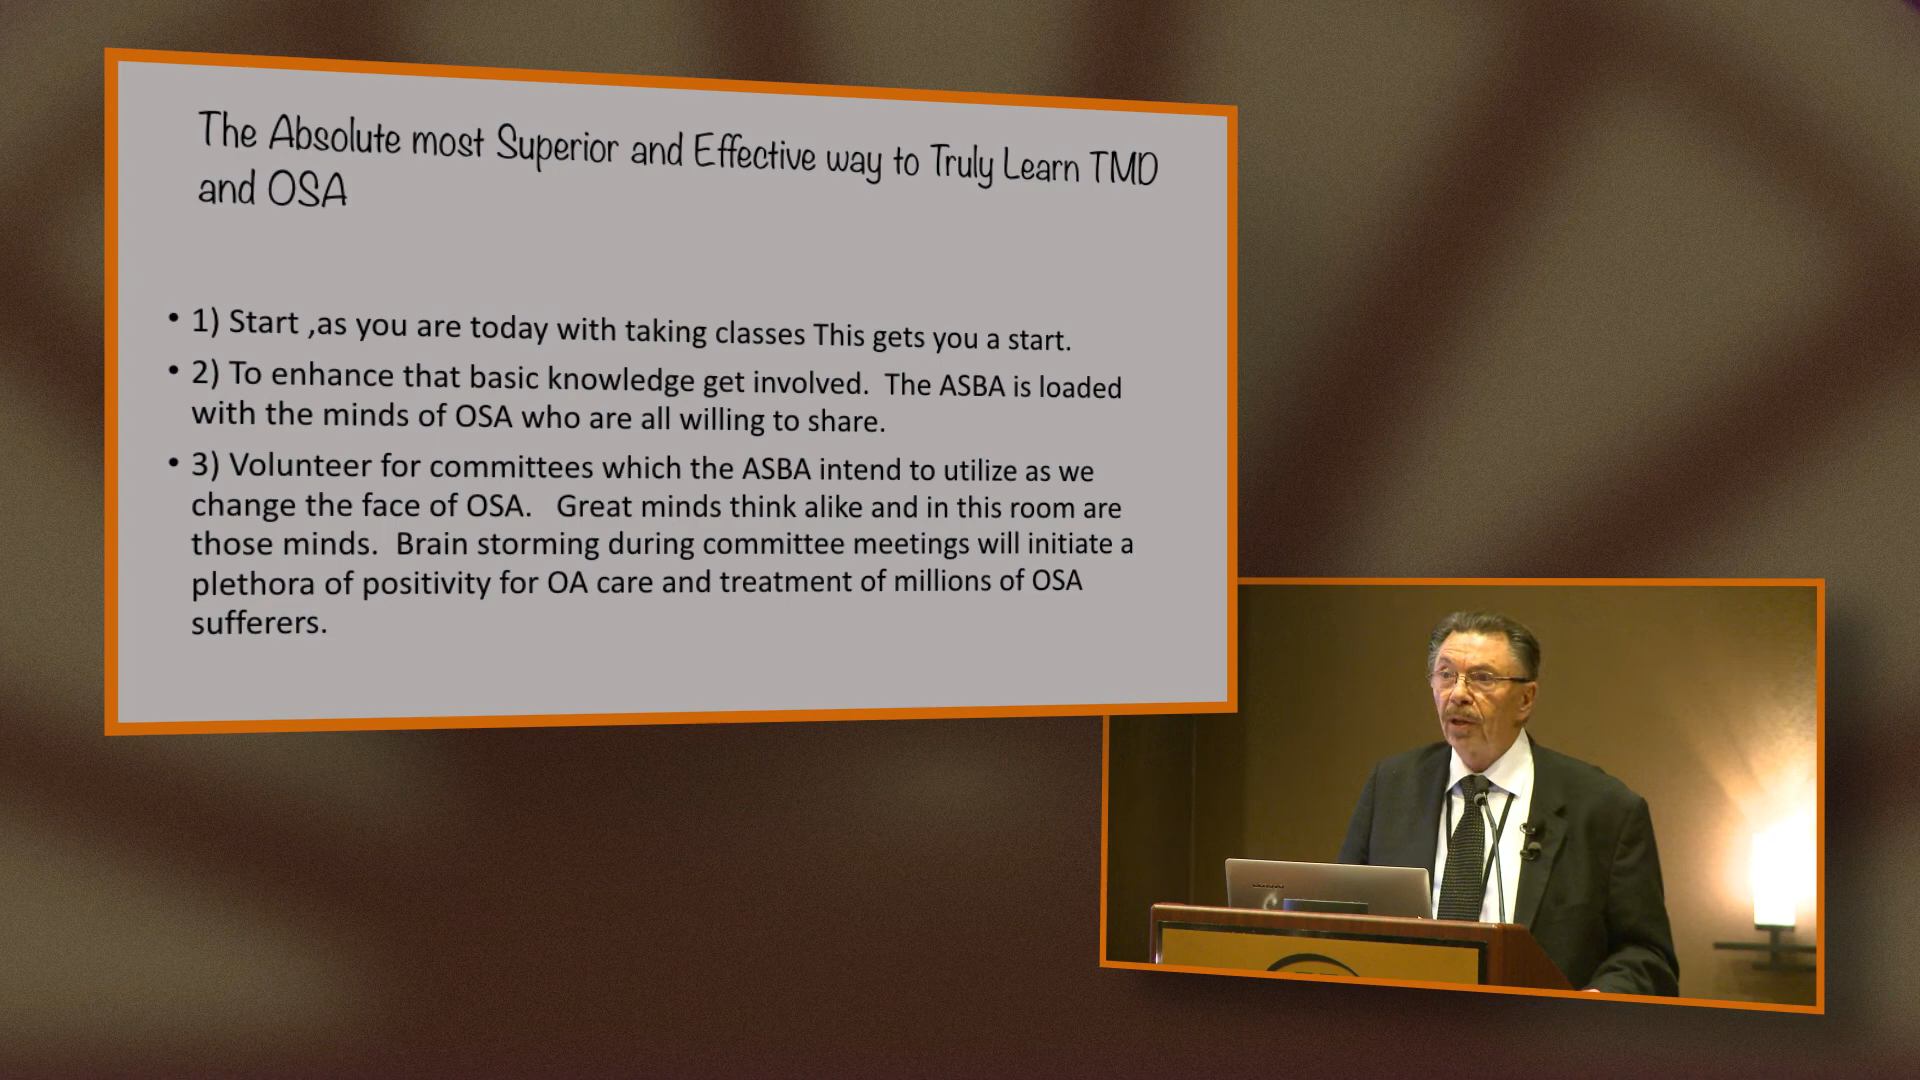 The Absolute most Superior and Effective way to Truly Learn TMD
and OSA
• 1) Start ,as you are today with taking classes This gets you a start.
• 2) To enhance that basic knowledge get involved.  The ASBA is loaded
with the minds of OSA who are all willing to share.
• 3) Volunteer for committees which the ASBA intend to utilize as we
change the face of OSA.   Great minds think alike and in this room are
those minds.  Brain storming during committee meetings will initiate a
plethora of positivity for OA care and treatment of millions of OSA
sufferers.